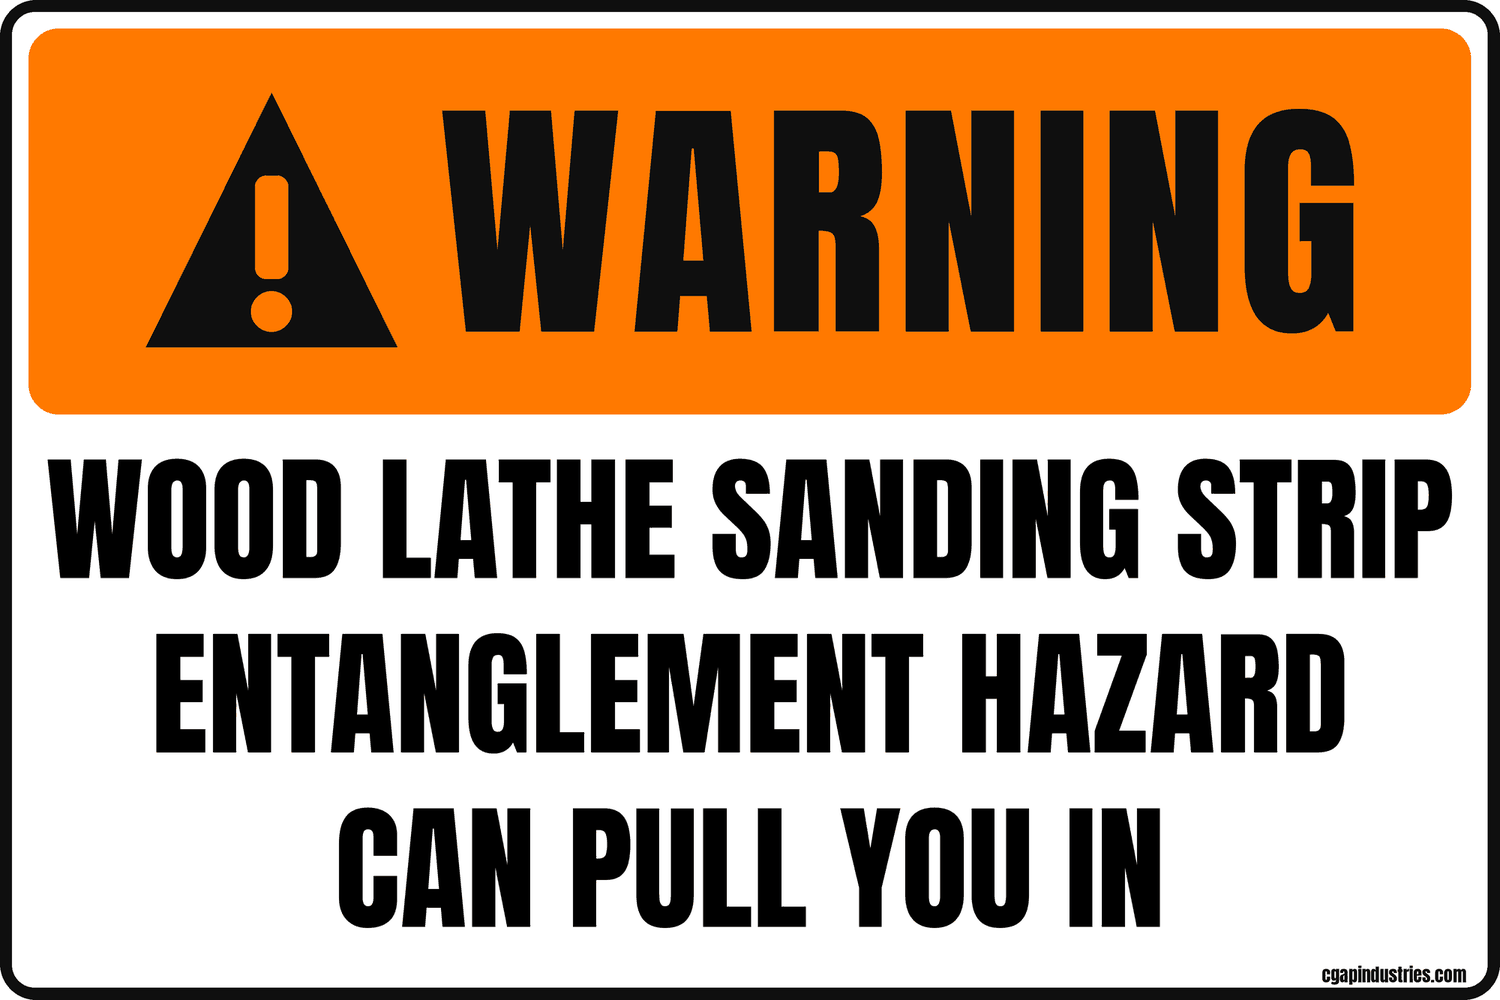 WARNING
WOOD LATHE SANDING STRIP
ENTANGLEMENT HAZARD
CAN PULL YOU IN
cgapindustries.com